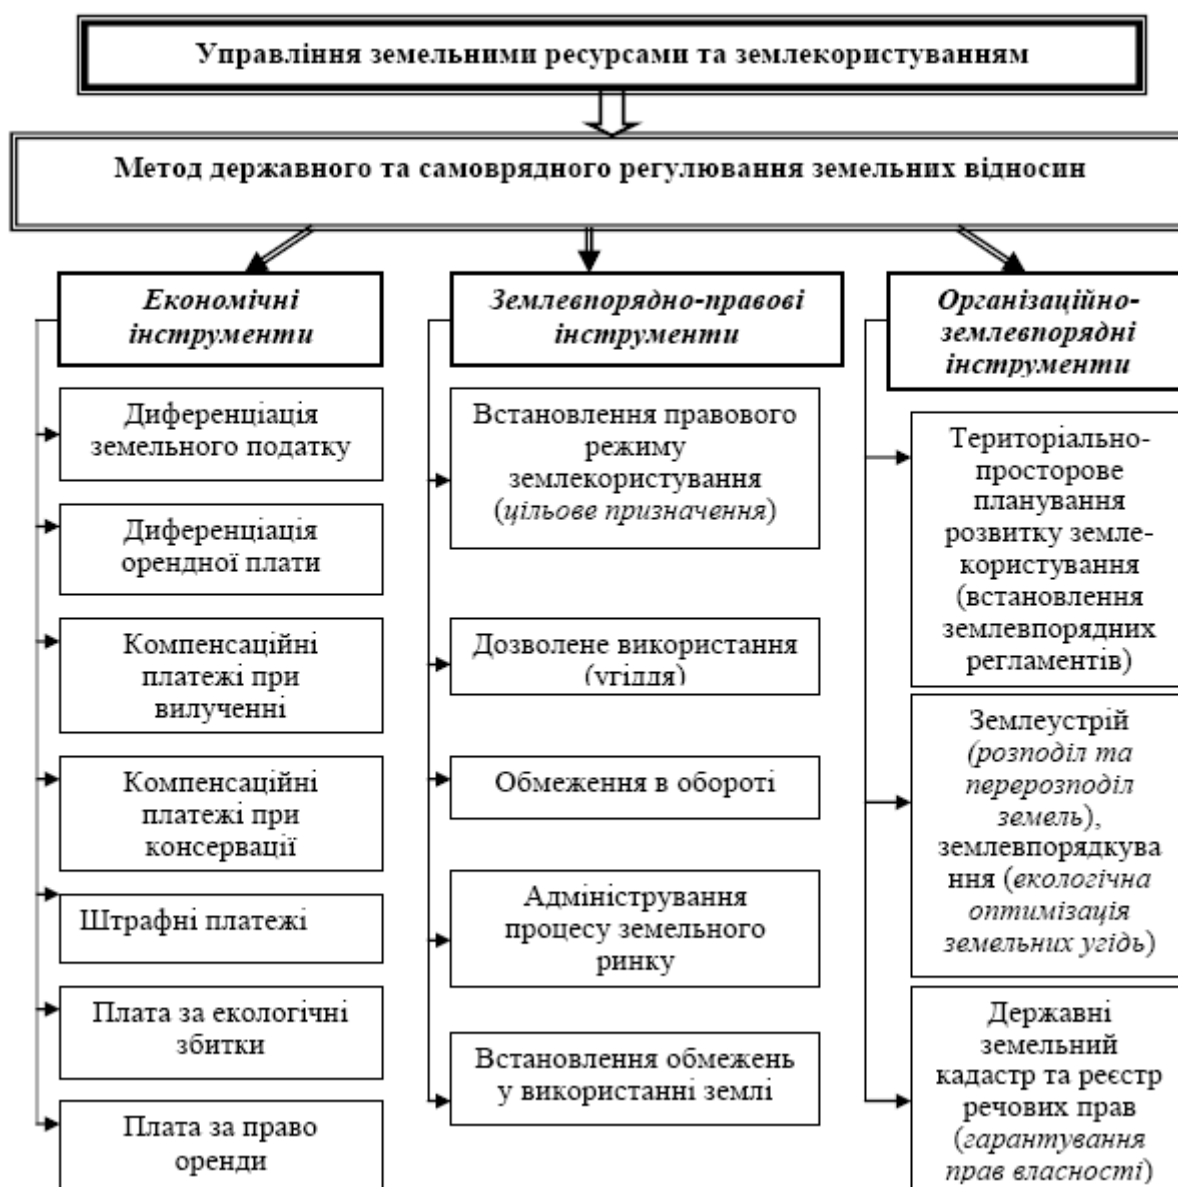 Управління земельними ресурсами та землекористуванням
Метод державного та самоврядного регулювання земельних відносин
Економічні
інструменти
Диференціація
земельного податку
Диференціація
орендної плати
Компенсаційні
платежі при
вилученні
Компенсаційні
платежі при
консервації
Штрафні платежі
Плата за екологічні
збитки
Плата за право
оренди
Землевпорядно-правові
інструменти
Встановлення правового
режиму
землекористування
(цільове призначення)
Дозволене використання
(угіддя)
Обмеження в обороті
Адміністрування
процесу земельного
ринку
Встановлення обмежень
у використанні землі
Організаційно-
землевпорядні
інструменти
Територіально-
просторове
планування
розвитку земле-
користування
(встановлення
землевпорядних
регламентів)
Землеустрій
(розподіл та
перерозподіл
земель),
землевпорядкува
ння (екологічна
оптимізація
земельних угідь)
Державні
земельний
кадастр та реєстр
речових прав
(гарантування
прав власності)